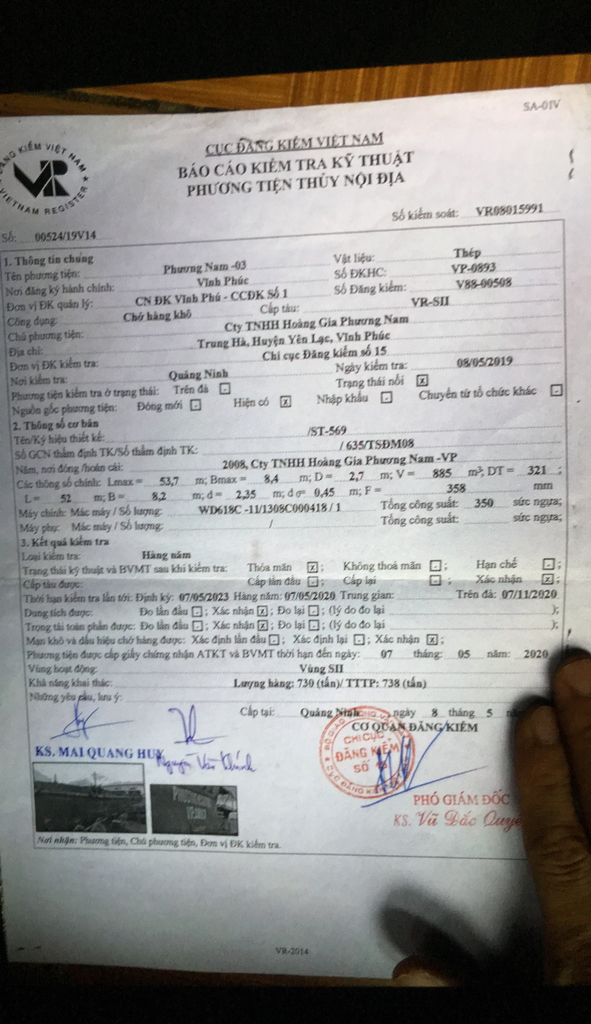 SA-01V
ĐĂNG KIỂM VIỆT NAM
VR
VIETNAM REGISTER
CỤC ĐĂNG KIỂM VIỆT NAM
BÁO CÁO KIỂM TRA KỸ THUẬT
PHƯƠNG TIỆN THỦY NỘI ĐỊA
Số kiểm soát: VR08015991
Số: 00524/19V14
1. Thông tin chung
Tên phương tiện: Phương Nam -03 Vật liệu: Thép
Nơi đăng ký hành chính: Vĩnh Phúc Số ĐKHC: VP-0893
Đơn vị ĐK quản lý: CN ĐK Vĩnh Phú - CCĐK Số 1 Số Đăng kiểm: V88-00508
Công dụng: Chở hàng khô Cấp tàu: VR-SII
Chủ phương tiện: Cty TNHH Hoàng Gia Phương Nam
Địa chỉ: Trung Hà, Huyện Yên Lạc, Vĩnh Phúc
Đơn vị ĐK kiểm tra: Chi cục Đăng kiểm số 15
Nơi kiểm tra: Quảng Ninh Ngày kiểm tra: 08/05/2019
Phương tiện kiểm tra ở trạng thái: Trên đà Trạng thái nổi x
Nguồn gốc phương tiện: Đóng mới Hiện có x Nhập khẩu Chuyển từ tổ chức khác
2. Thông số cơ bản
Tên/Ký hiệu thiết kế: /ST-569
Số GCN thẩm định TK/Số thẩm định TK: / 635/TSĐM08
Năm, nơi đóng/hoán cải: 2008, Cty TNHH Hoàng Gia Phương Nam -VP
Các thông số chính: Lmax = 53,7 m; Bmax = 8,4 m; D = 2,7 m; V = 885 m³; DT = 321 ;
L = 52 m; B = 8,2 m; d = 2,35 m; d o= 0,45 m; F = 358 mm
Máy chính: Mác máy / Số lượng: WD618C -11/1308C000418 / 1 Tổng công suất: 350 sức ngựa;
Máy phụ: Mác máy / Số lượng: / Tổng công suất: sức ngựa;
3. Kết quả kiểm tra
Loại kiểm tra: Hàng năm
Trạng thái kỹ thuật và BVMT sau khi kiểm tra: Thỏa mãn x; Không thoả mãn ; Hạn chế ;
Cấp tàu được: Cấp lần đầu ; Cấp lại ; Xác nhận x;
Thời hạn kiểm tra lần tới: Định kỳ: 07/05/2023 Hàng năm: 07/05/2020 Trung gian: Trên đà: 07/11/2020
Dung tích được: Đo lần đầu ; Xác nhận x; Đo lại ; (lý do đo lại );
Trọng tải toàn phần được: Đo lần đầu ; Xác nhận x; Đo lại ; (lý do đo lại );
Mạn khô và dấu hiệu chở hàng được: Xác định lần đầu ; Xác định lại ; Xác nhận x;
Phương tiện được cấp giấy chứng nhận ATKT và BVMT thời hạn đến ngày: 07 tháng: 05 năm: 2020
Vùng hoạt động: Vùng SII
Khả năng khai thác: Lượng hàng: 730 (tấn)/ TTTP: 738 (tấn)
Những yêu cầu, lưu ý:
Cấp tại: Quảng Ninh ngày 8 tháng 5
CƠ QUAN ĐĂNG KIỂM
CHI CỤC
ĐĂNG KIỂM
SỐ
KS. MAI QUANG HUY
Nguyễn Văn Khánh
PHÓ GIÁM ĐỐC
KS. Vũ Đắc
Nơi nhận: Phương tiện, Chủ phương tiện, Đơn vị ĐK kiểm tra.
VR-2014